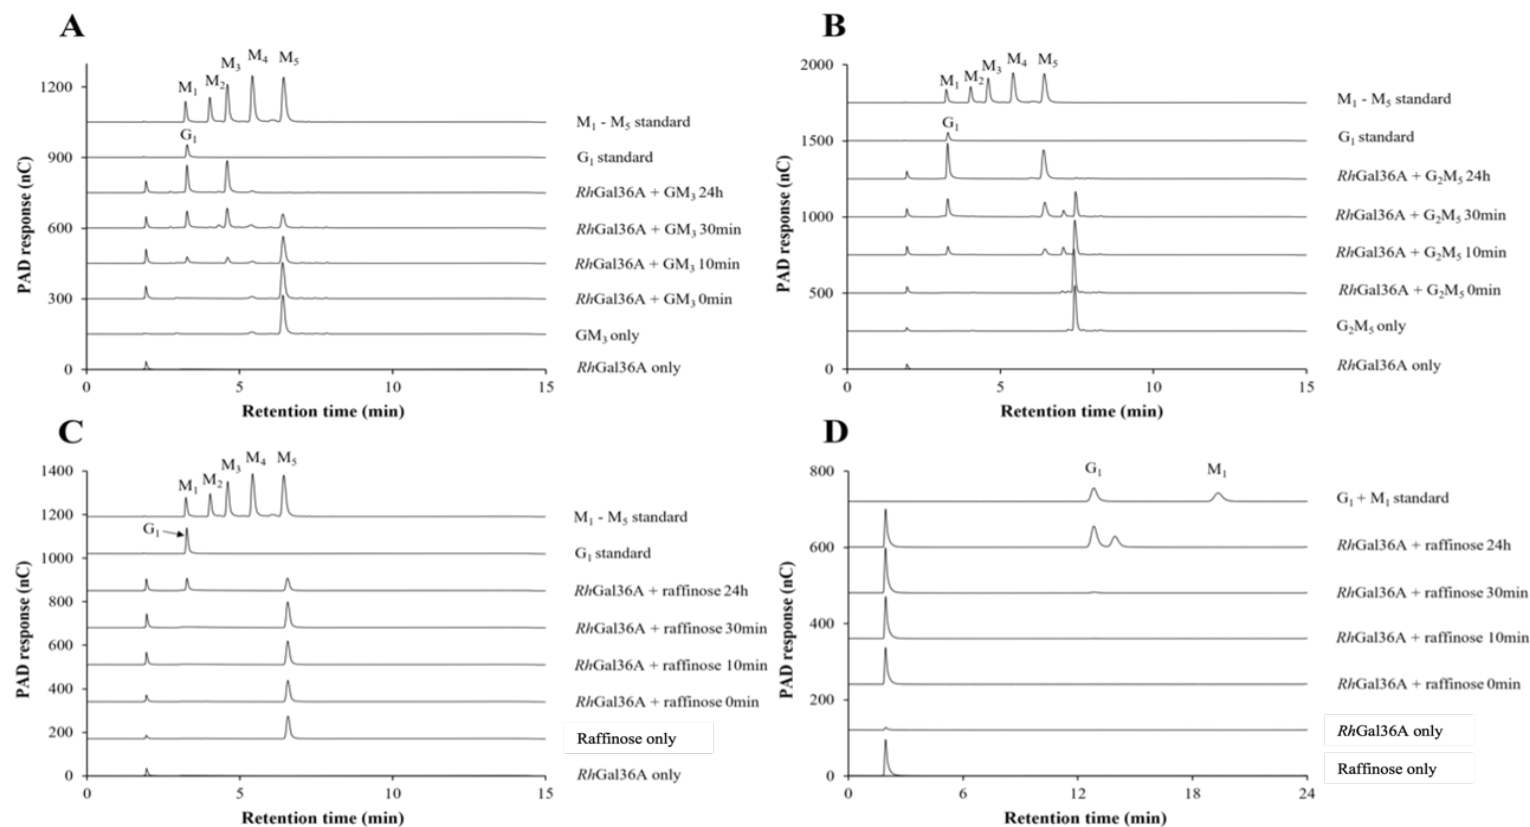 A
M₁
M₂
M₃
M₄
M₅
G₁
1200
900
600
300
0
PAD response (nC)
0
5
10
15
Retention time (min)
M₁ - M₅ standard
G₁ standard
RhGal36A + GM₃ 24h
RhGal36A + GM₃ 30min
RhGal36A + GM₃ 10min
RhGal36A + GM₃ 0min
GM₃ only
RhGal36A only
B
M₁
M₂
M₃
M₄
M₅
G₁
2000
1500
1000
500
0
PAD response (nC)
0
5
10
15
Retention time (min)
M₁ - M₅ standard
G₁ standard
RhGal36A + G₂M₅ 24h
RhGal36A + G₂M₅ 30min
RhGal36A + G₂M₅ 10min
RhGal36A + G₂M₅ 0min
G₂M₅ only
RhGal36A only
C
M₁
M₂
M₃
M₄
M₅
G₁
1400
1200
1000
800
600
400
200
0
PAD response (nC)
0
5
10
15
Retention time (min)
M₁ - M₅ standard
G₁ standard
RhGal36A + raffinose 24h
RhGal36A + raffinose 30min
RhGal36A + raffinose 10min
RhGal36A + raffinose 0min
Raffinose only
RhGal36A only
D
G₁
M₁
800
600
400
200
0
PAD response (nC)
0
6
12
18
24
Retention time (min)
G₁ + M₁ standard
RhGal36A + raffinose 24h
RhGal36A + raffinose 30min
RhGal36A + raffinose 10min
RhGal36A + raffinose 0min
RhGal36A only
Raffinose only